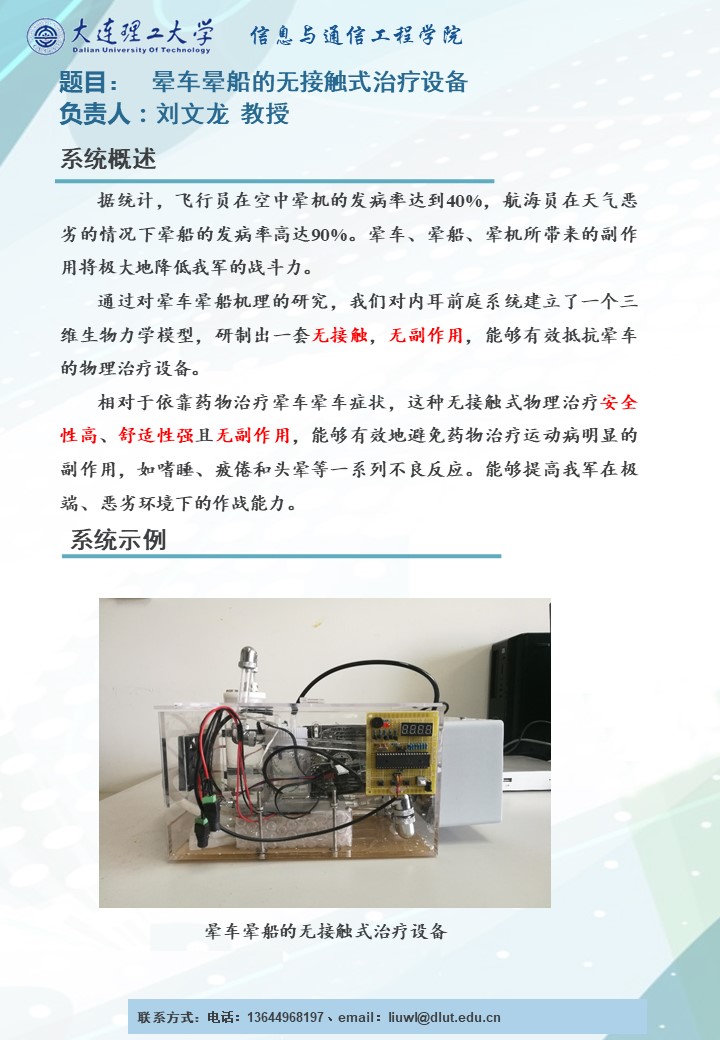 大连理工大学
Dalian University Of Technology
信息与通信工程学院
题目： 晕车晕船的无接触式治疗设备
负责人：刘文龙 教授
系统概述
据统计，飞行员在空中晕机的发病率达到40%，航海员在天气恶
劣的情况下晕船的发病率高达90%。晕车、晕船、晕机所带来的副作
用将极大地降低我军的战斗力。
通过对晕车晕船机理的研究，我们对内耳前庭系统建立了一个三
维生物力学模型，研制出一套无接触，无副作用，能够有效抵抗晕车
的物理治疗设备。
相对于依靠药物治疗晕车晕车症状，这种无接触式物理治疗安全
性高、舒适性强且无副作用，能够有效地避免药物治疗运动病明显的
副作用，如嗜睡、疲倦和头晕等一系列不良反应。能够提高我军在极
端、恶劣环境下的作战能力。
系统示例
晕车晕船的无接触式治疗设备
联系方式：电话：13644968197、email：liuwl@dlut.edu.cn